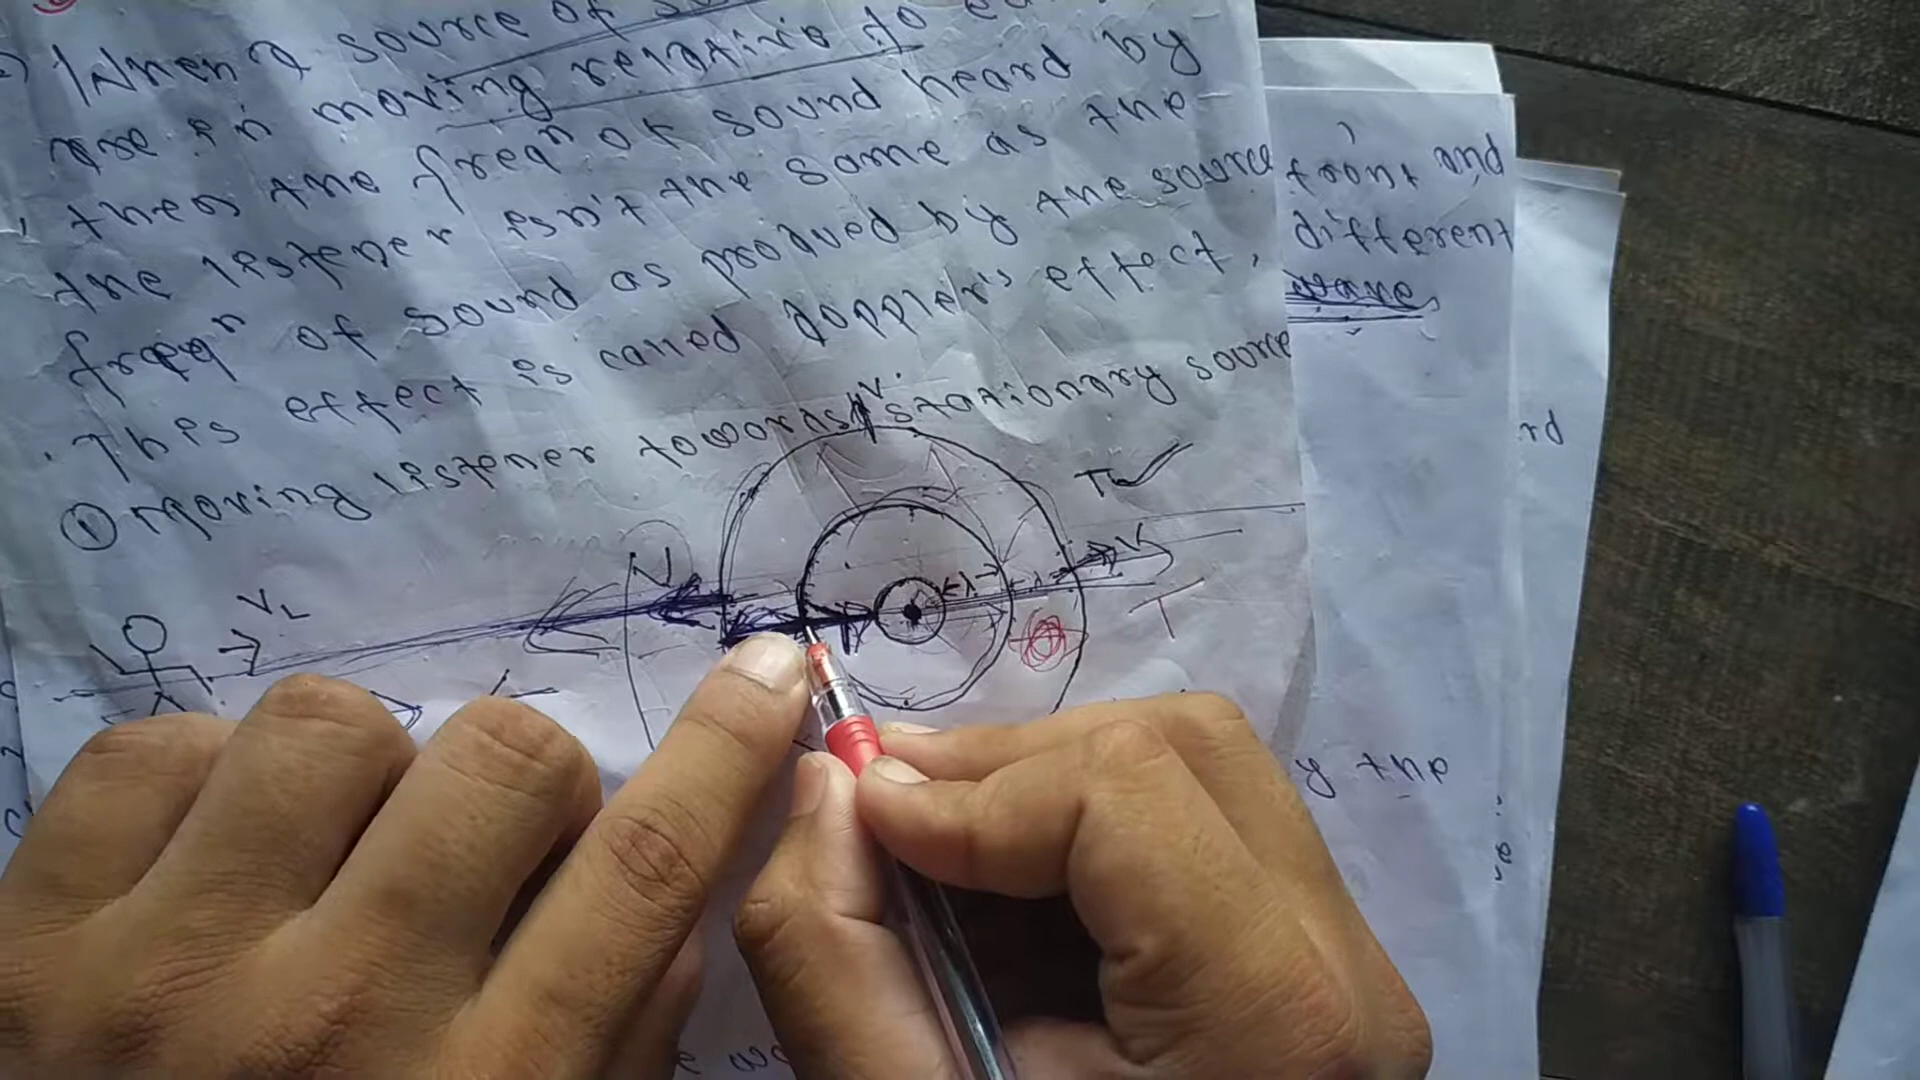 When a source of
are in moving relative to
, then the freqn of sound heard by
the listener isn't the same as the
freqn of sound as produed by the source
. This effect is called doppler's effect.
① Moving listener towards stationary source
V
T
VL
V
λ
λ
V
T
front and
different
wave,
rd
y the